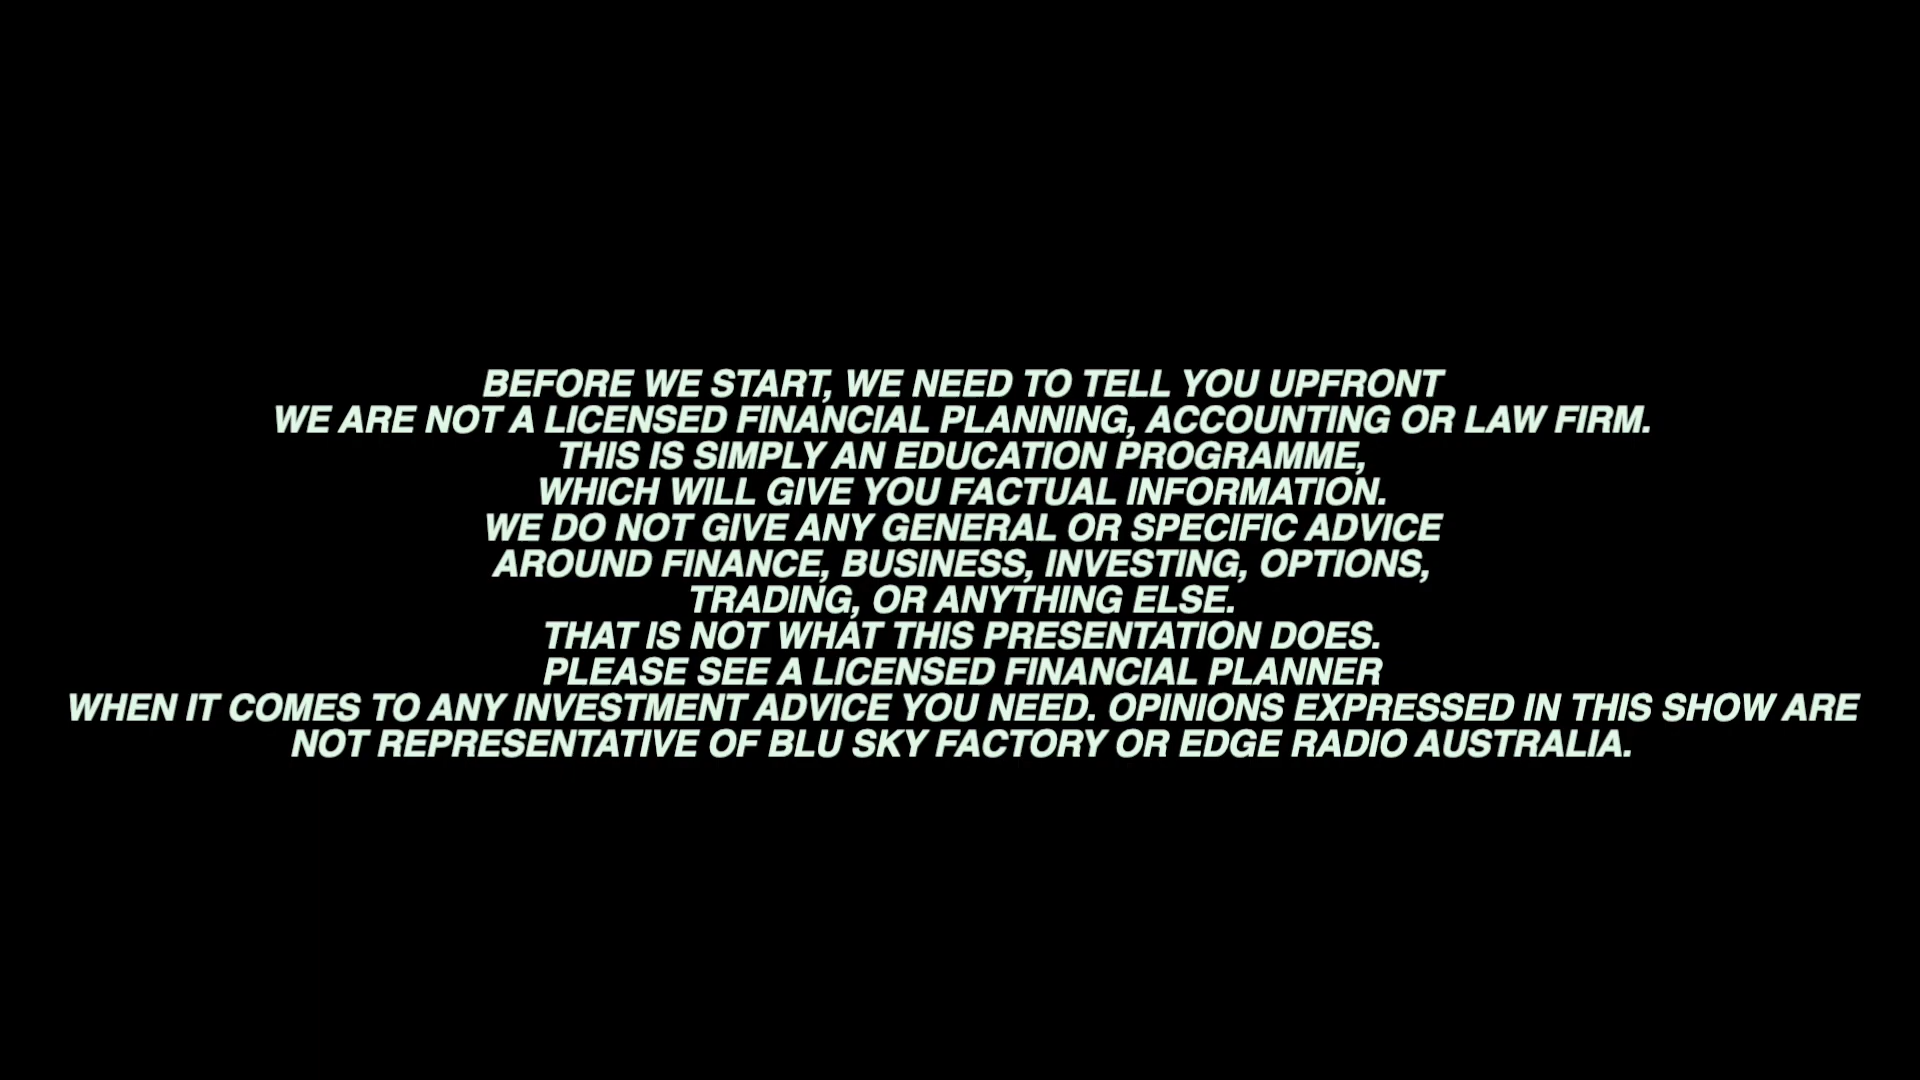 BEFORE WE START, WE NEED TO TELL YOU UPFRONT
WE ARE NOT A LICENSED FINANCIAL PLANNING, ACCOUNTING OR LAW FIRM.
THIS IS SIMPLY AN EDUCATION PROGRAMME,
WHICH WILL GIVE YOU FACTUAL INFORMATION.
WE DO NOT GIVE ANY GENERAL OR SPECIFIC ADVICE
AROUND FINANCE, BUSINESS, INVESTING, OPTIONS,
TRADING, OR ANYTHING ELSE.
THAT IS NOT WHAT THIS PRESENTATION DOES.
PLEASE SEE A LICENSED FINANCIAL PLANNER
WHEN IT COMES TO ANY INVESTMENT ADVICE YOU NEED. OPINIONS EXPRESSED IN THIS SHOW ARE
NOT REPRESENTATIVE OF BLU SKY FACTORY OR EDGE RADIO AUSTRALIA.